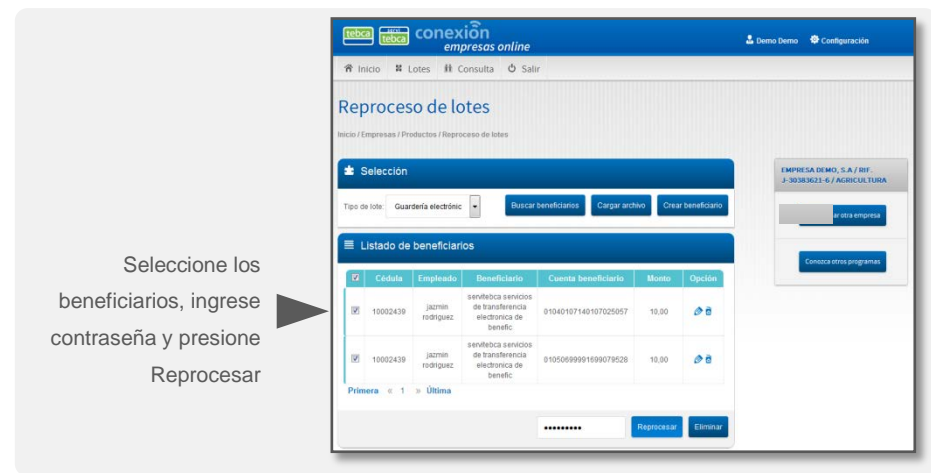 tebca servi tebca conexión
empresas online
Demo Demo Configuración
Inicio Lotes Consulta Salir
Reproceso de lotes
Inicio / Empresas / Productos / Reproceso de lotes
Selección
Tipo de lote: Guardería electrónic Buscar beneficiarios Cargar archivo Crear beneficiario
EMPRESA DEMO, S.A / RIF.
J-30383621-6 / AGRICULTURA
otra empresa
Conozca otros programas
Listado de beneficiarios
Cédula Empleado Beneficiario Cuenta beneficiario Monto Opción
10002439 jazmin rodriguez servitebca servicios de transferencia electronica de benefic 01040107140107025057 10,00
10002439 jazmin rodriguez servitebca servicios de transferencia electronica de benefic 01050699991699079528 10,00
Primera « 1 » Última
••••••••• Reprocesar Eliminar
Seleccione los
beneficiarios, ingrese
contraseña y presione
Reprocesar